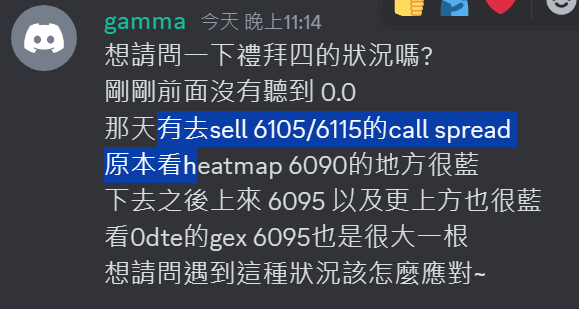 gamma 今天 晚上11:14
想請問一下禮拜四的狀況嗎?
剛剛前面沒有聽到 0.0
那天有去sell 6105/6115的call spread
原本看heatmap 6090的地方很藍
下去之後上來 6095 以及更上方也很藍
看0dte的gex 6095也是很大一根
想請問遇到這種狀況該怎麼應對~